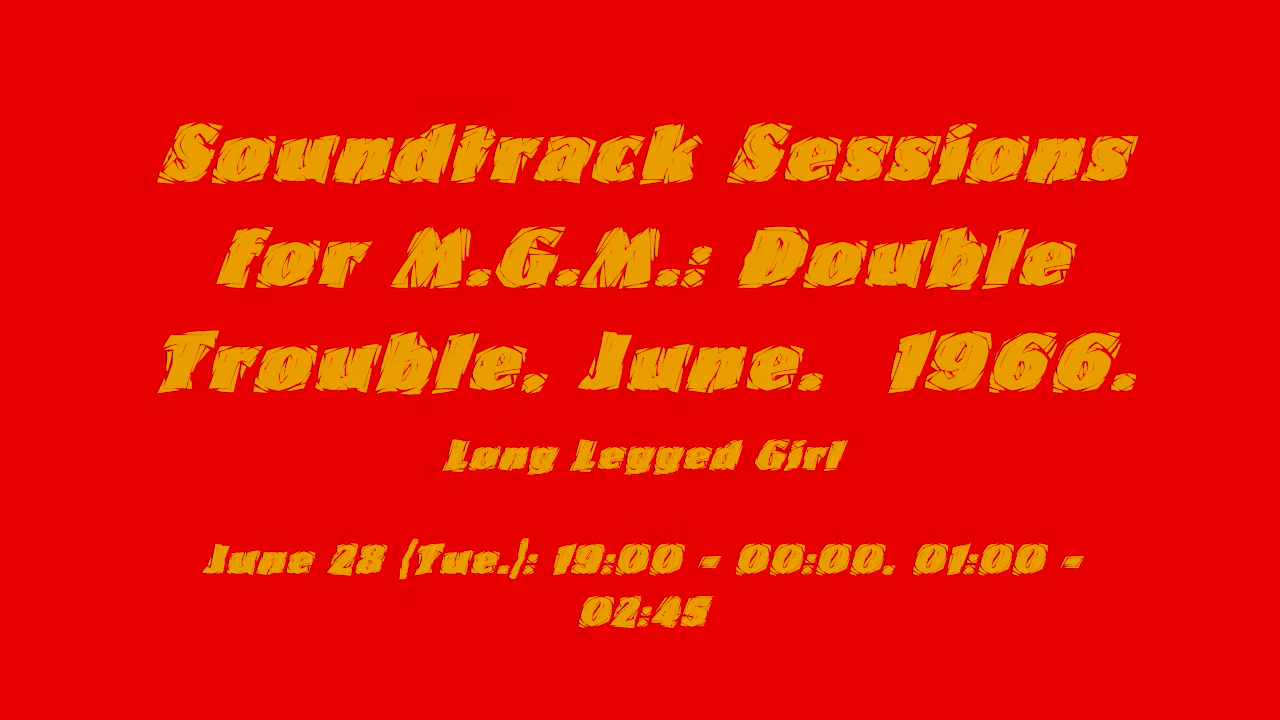 Soundtrack Sessions
for M.G.M.: Double
Trouble. June.  1966.
Long Legged Girl
June 28 (Tue.): 19:00 - 00:00. 01:00 -
02:45